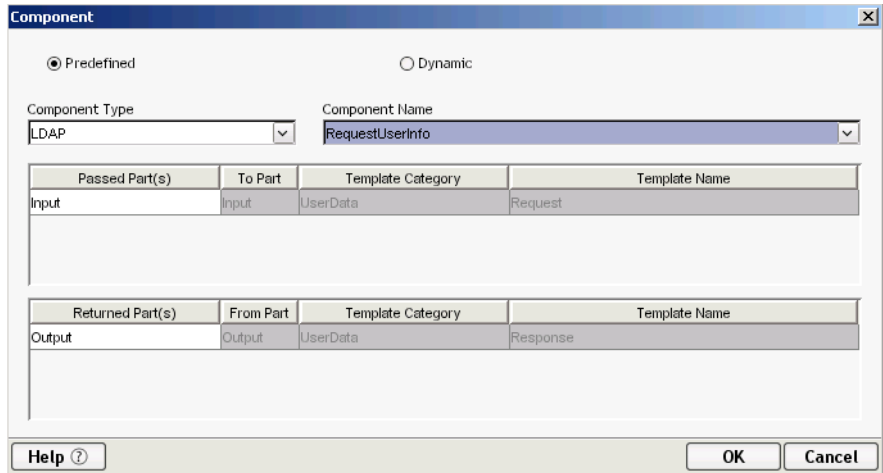 Component
Predefined Dynamic
Component Type Component Name
LDAP RequestUserInfo
Passed Part(s) To Part Template Category Template Name
Input Input UserData Request
Returned Part(s) From Part Template Category Template Name
Output Output UserData Response
Help ? OK Cancel